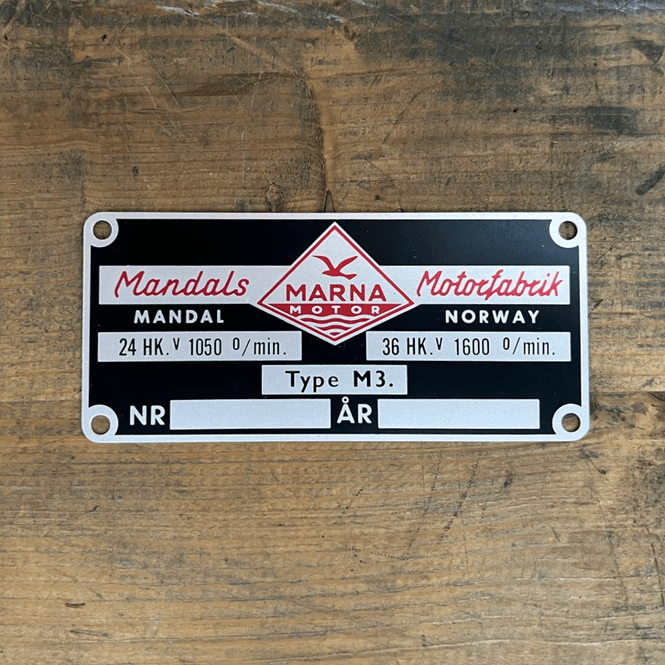 Mandals MARNA MOTOR Motorfabrik
MANDAL NORWAY
24 HK. V 1050 O/min. 36 HK. V 1600 O/min.
Type M3.
NR ÅR